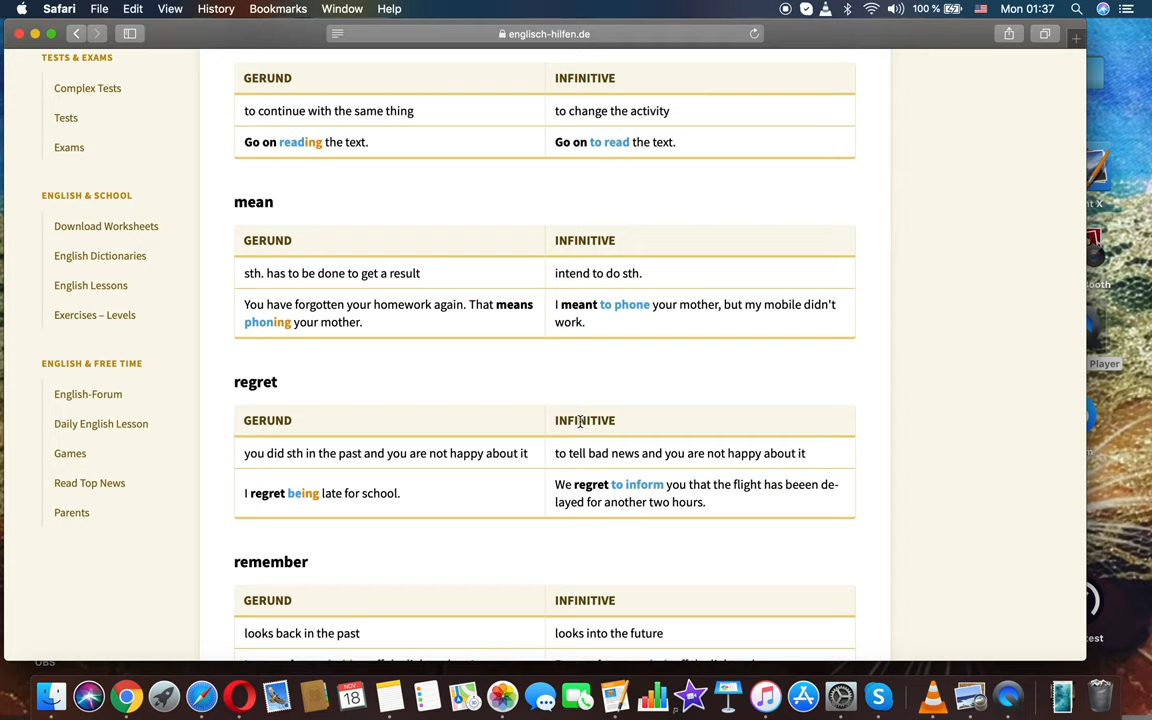 Safari File Edit View History Bookmarks Window Help 100 % Mon 01:37
englisch-hilfen.de
TESTS & EXAMS
Complex Tests
Tests
Exams
ENGLISH & SCHOOL
Download Worksheets
English Dictionaries
English Lessons
Exercises – Levels
ENGLISH & FREE TIME
English-Forum
Daily English Lesson
Games
Read Top News
Parents
GERUND INFINITIVE
to continue with the same thing to change the activity
Go on reading the text. Go on to read the text.
mean
GERUND INFINITIVE
sth. has to be done to get a result intend to do sth.
You have forgotten your homework again. That means
phoning your mother.
I meant to phone your mother, but my mobile didn't
work.
regret
GERUND INFINITIVE
you did sth in the past and you are not happy about it to tell bad news and you are not happy about it
I regret being late for school.
We regret to inform you that the flight has beeen de-
layed for another two hours.
remember
GERUND INFINITIVE
looks back in the past looks into the future
Player
OBS
NOV
18